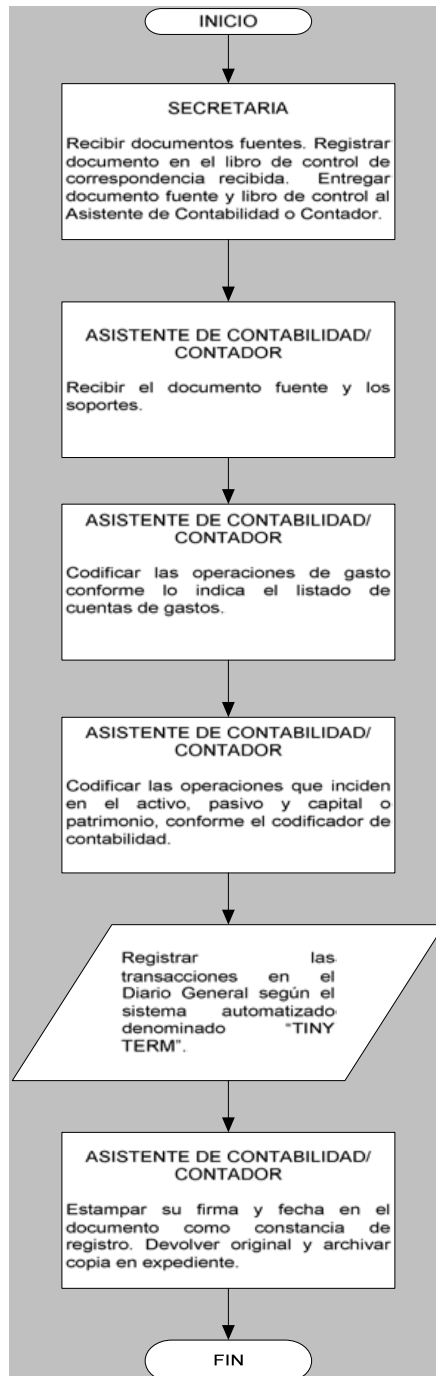 INICIO
SECRETARIA
Recibir documentos fuentes. Registrar
documento en el libro de control de
correspondencia recibida. Entregar
documento fuente y libro de control al
Asistente de Contabilidad o Contador.
ASISTENTE DE CONTABILIDAD/
CONTADOR
Recibir el documento fuente y los
soportes.
ASISTENTE DE CONTABILIDAD/
CONTADOR
Codificar las operaciones de gasto
conforme lo indica el listado de
cuentas de gastos.
ASISTENTE DE CONTABILIDAD/
CONTADOR
Codificar las operaciones que inciden
en el activo, pasivo y capital o
patrimonio, conforme el codificador de
contabilidad.
Registrar las
transacciones en el
Diario General según el
sistema automatizado
denominado "TINY
TERM".
ASISTENTE DE CONTABILIDAD/
CONTADOR
Estampar su firma y fecha en el
documento como constancia de
registro. Devolver original y archivar
copia en expediente.
FIN